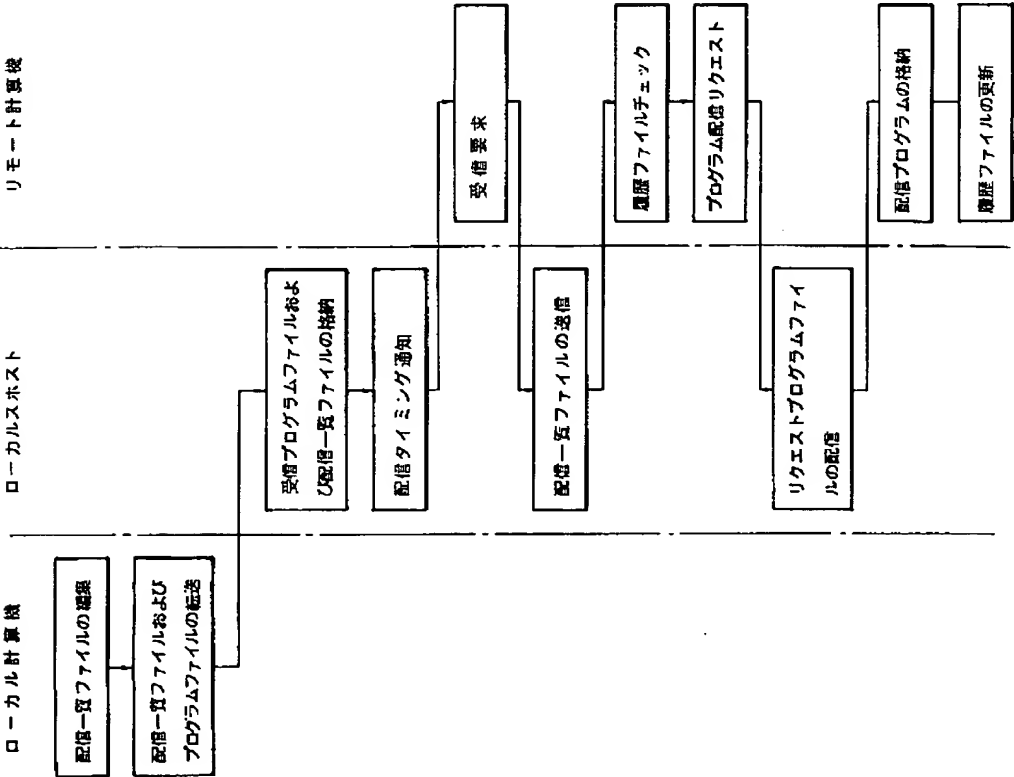 ローカル計算機
ローカルスホスト
リモート計算機
配信一覧ファイルの編集
配信一覧ファイルおよび
プログラムファイルの転送
受信プログラムファイルおよ
び配信一覧ファイルの格納
配信タイミング通知
受信要求
配信一覧ファイルの送信
履歴ファイルチェック
プログラム配信リクエスト
リクエストプログラムファイ
ルの配信
配信プログラムの格納
履歴ファイルの更新